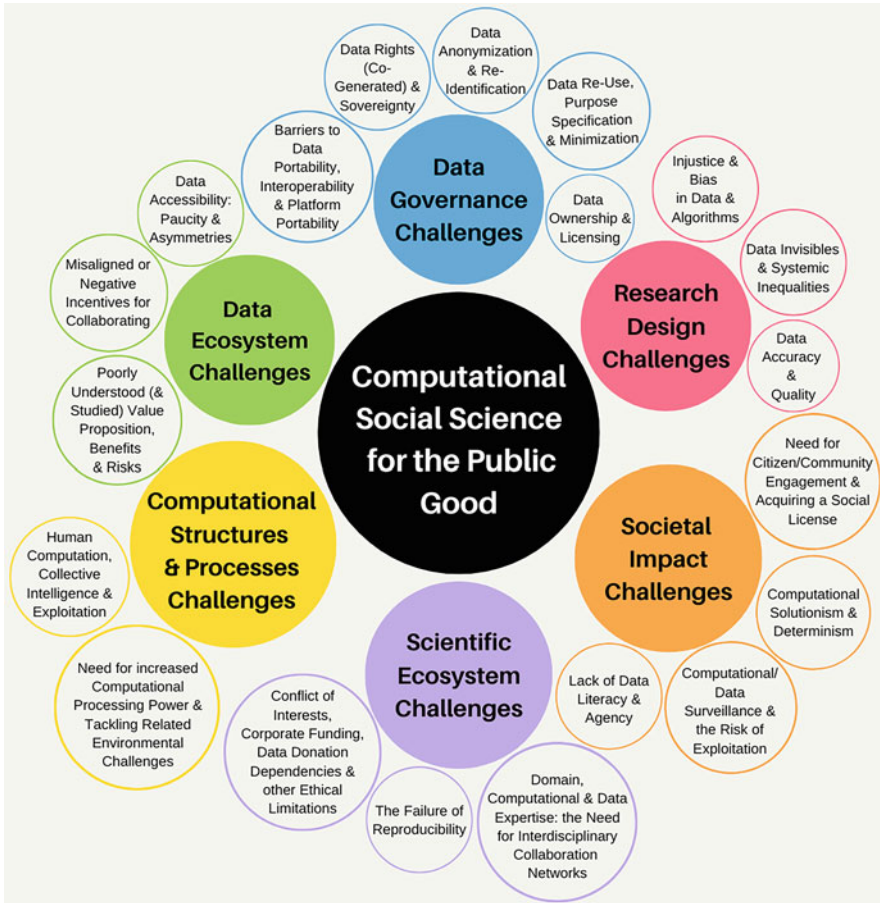 Computational
Social Science
for the Public
Good
Data
Governance
Challenges
Barriers to
Data
Portability,
Interoperability
& Platform
Portability
Data Rights
(Co-
Generated) &
Sovereignty
Data
Anonymization
& Re-
Identification
Data Re-Use,
Purpose
Specification
& Minimization
Data
Ownership &
Licensing
Research
Design
Challenges
Injustice &
Bias
in Data &
Algorithms
Data Invisibles
& Systemic
Inequalities
Data
Accuracy
&
Quality
Societal
Impact
Challenges
Need for
Citizen/Community
Engagement &
Acquiring a Social
License
Computational
Solutionism &
Determinism
Computational/
Data
Surveillance &
the Risk of
Exploitation
Lack of Data
Literacy &
Agency
Scientific
Ecosystem
Challenges
Domain,
Computational & Data
Expertise: the Need
for Interdisciplinary
Collaboration
Networks
The Failure of
Reproducibility
Conflict of
Interests,
Corporate Funding,
Data Donation
Dependencies &
other Ethical
Limitations
Computational
Structures
& Processes
Challenges
Need for increased
Computational
Processing Power &
Tackling Related
Environmental
Challenges
Human
Computation,
Collective
Intelligence &
Exploitation
Data
Ecosystem
Challenges
Poorly
Understood (&
Studied) Value
Proposition,
Benefits
& Risks
Misaligned or
Negative
Incentives for
Collaborating
Data
Accessibility:
Paucity &
Asymmetries